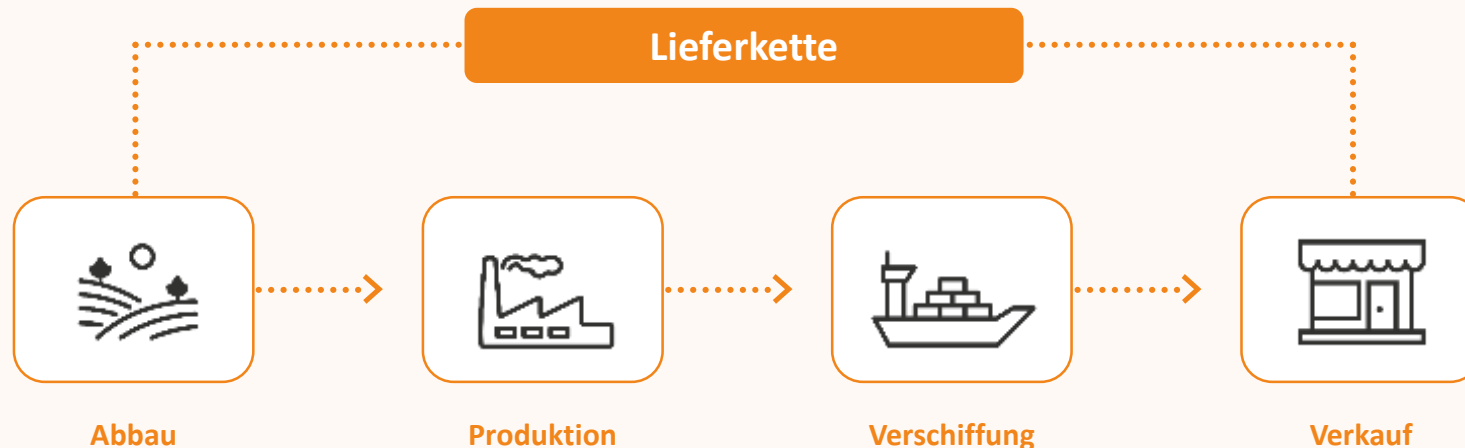 Lieferkette
Abbau
Produktion
Verschiffung
Verkauf